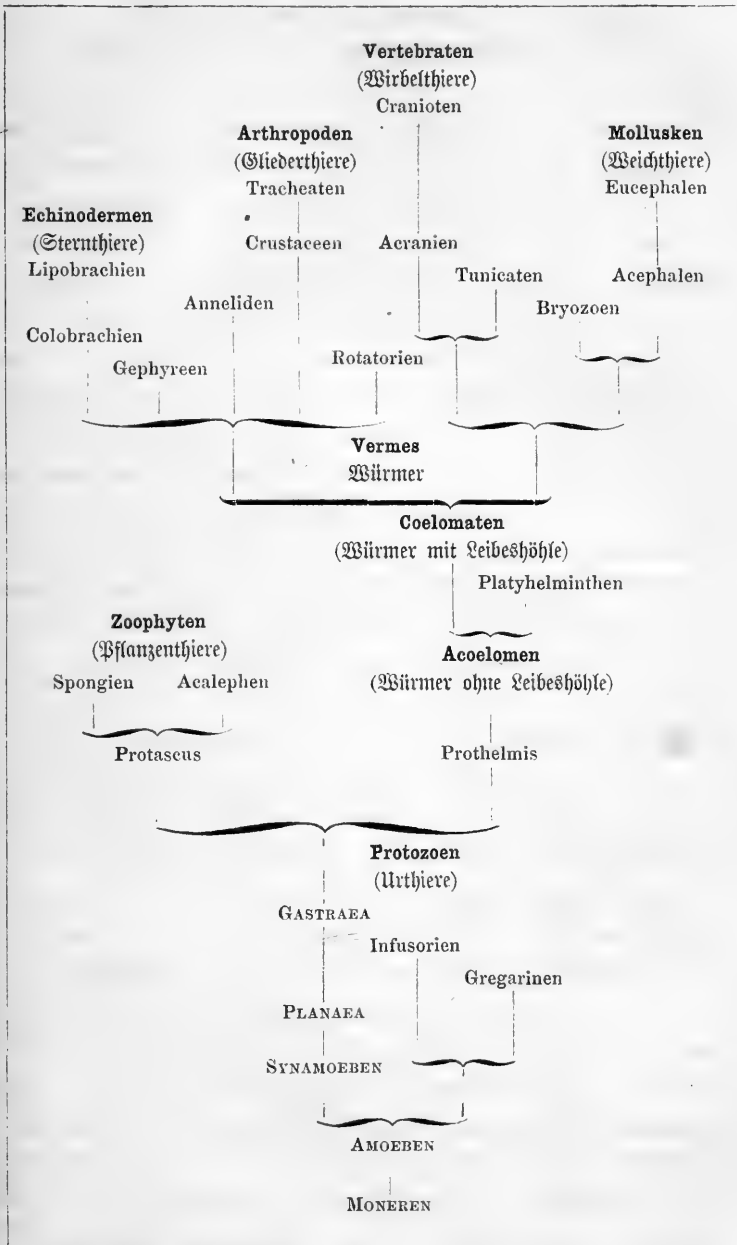 Vertebraten
(Wirbelthiere)
Cranioten
Arthropoden
(Gliederthiere)
Tracheaten
Mollusken
(Weichthiere)
Eucephalen
Echinodermen
(Sternthiere)
Lipobrachien
Crustaceen
Acranien
Tunicaten
Acephalen
Anneliden
Bryozoen
Colobrachien
Gephyreen
Rotatorien
Vermes
Würmer
Coelomaten
(Würmer mit Leibeshöhle)
Platyhelminthen
Zoophyten
(Pflanzenthiere)
Spongien
Acalephen
Acoelomen
(Würmer ohne Leibeshöhle)
Protascus
Prothelmis
Protozoen
(Urthiere)
GASTRAEA
Infusorien
Gregarinen
PLANAEA
SYNAMOEBEN
AMOEBEN
MONEREN